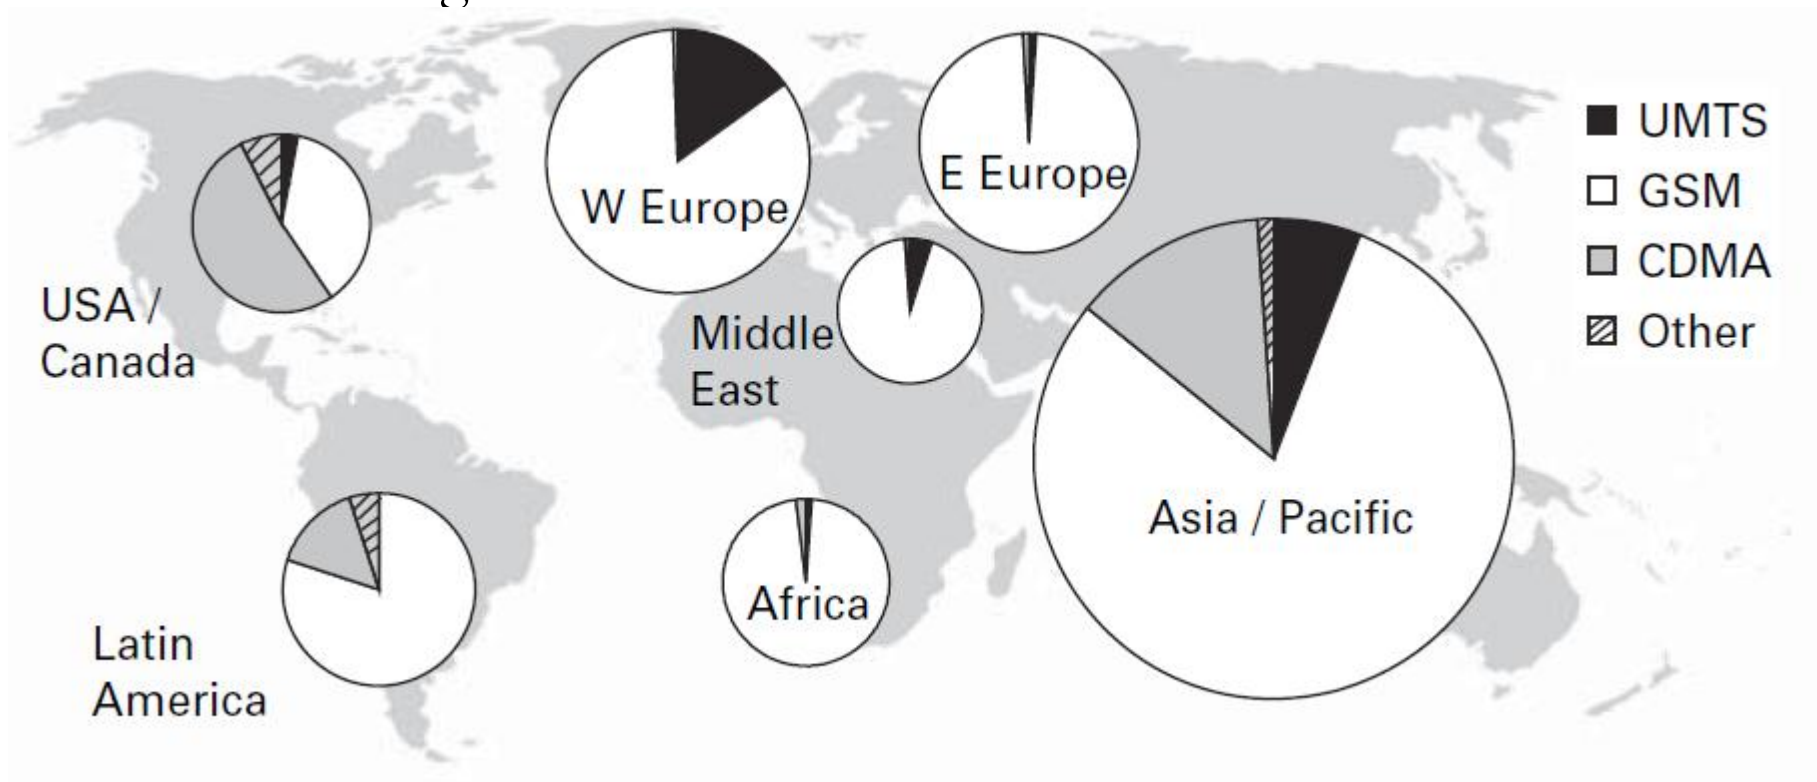 W Europe
E Europe
UMTS
GSM
CDMA
Other
USA /
Canada
Middle
East
Asia / Pacific
Africa
Latin
America